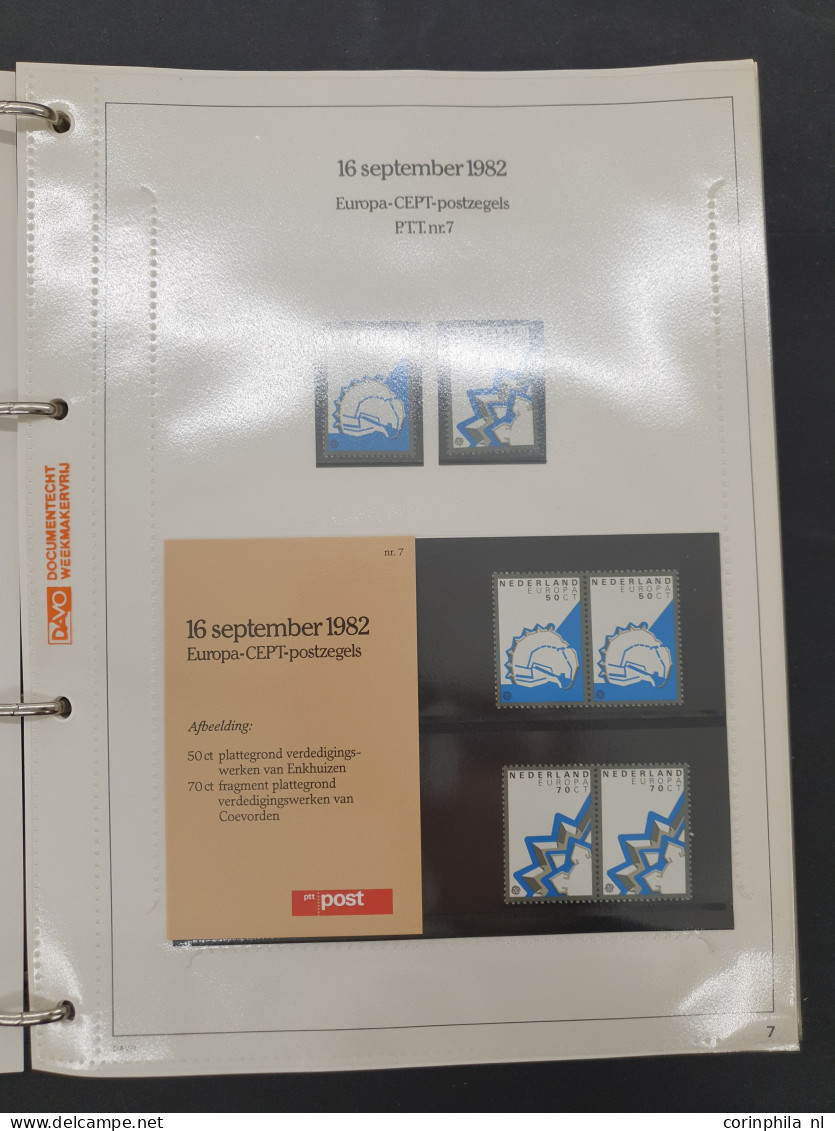 16 september 1982
Europa-CEPT-postzegels
P.T.T. nr.7
DAVO
DOCUMENTECHT
WEEKMAKERVRIJ
nr. 7
16 september 1982
Europa-CEPT-postzegels
Afbeelding:
50 ct plattegrond verdedigings-
werken van Enkhuizen
70 ct fragment plattegrond
verdedigingswerken van
Coevorden
ptt post
NEDERLAND
EUROPA
50 CT
NEDERLAND
EUROPA
50 CT
NEDERLAND
EUROPA
70 CT
NEDERLAND
EUROPA
70 CT
7
corinphila nl